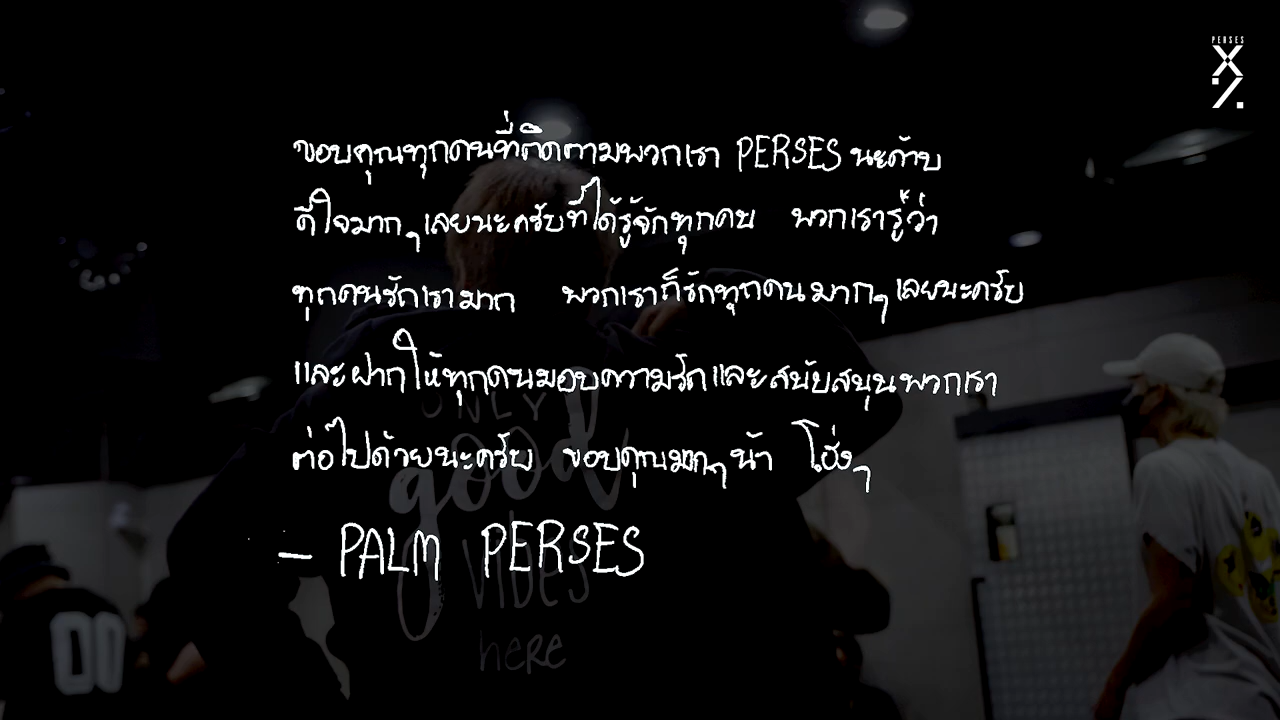 PERSES
ขอบคุณทุกคนที่ติดตามพวกเรา PERSES นะค้าบ
ดีใจมากๆเลยนะครับที่ได้รู้จักทุกคน พวกเรารู้ว่า
ทุกคนรักเรามาก พวกเราก็รักทุกคนมากๆเลยนะครับ
และฝากให้ทุกคนมอบความรักและสนับสนุนพวกเรา
ต่อไปด้วยนะครับ ขอบคุณมากๆน้า โฮ่งๆ
— PALM PERSES
ONLY
good
VIBES
here
00